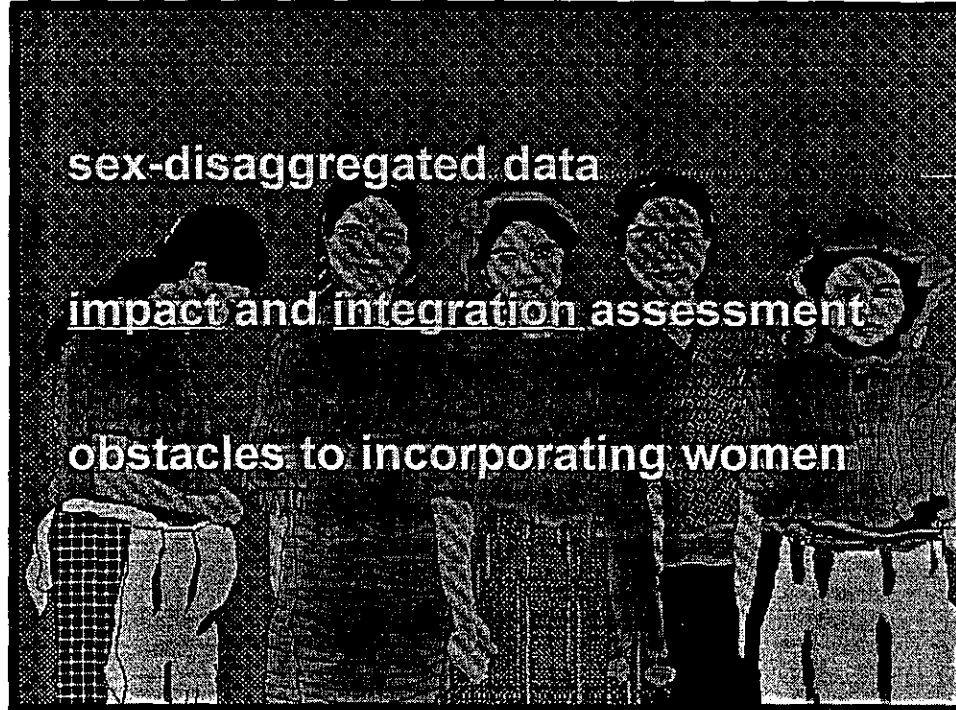 sex-disaggregated data
impact and integration assessment
obstacles to incorporating women